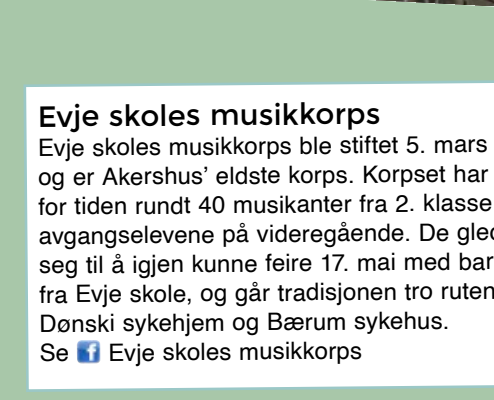 Evje skoles musikkorps
Evje skoles musikkorps ble stiftet 5. mars
og er Akershus’ eldste korps. Korpset har
for tiden rundt 40 musikanter fra 2. klasse
avgangselevene på videregående. De
seg til å igjen kunne feire 17. mai med
fra Evje skole, og går tradisjonen tro ruten
Dønski sykehjem og Bærum sykehus.
Se f Evje skoles musikkorps